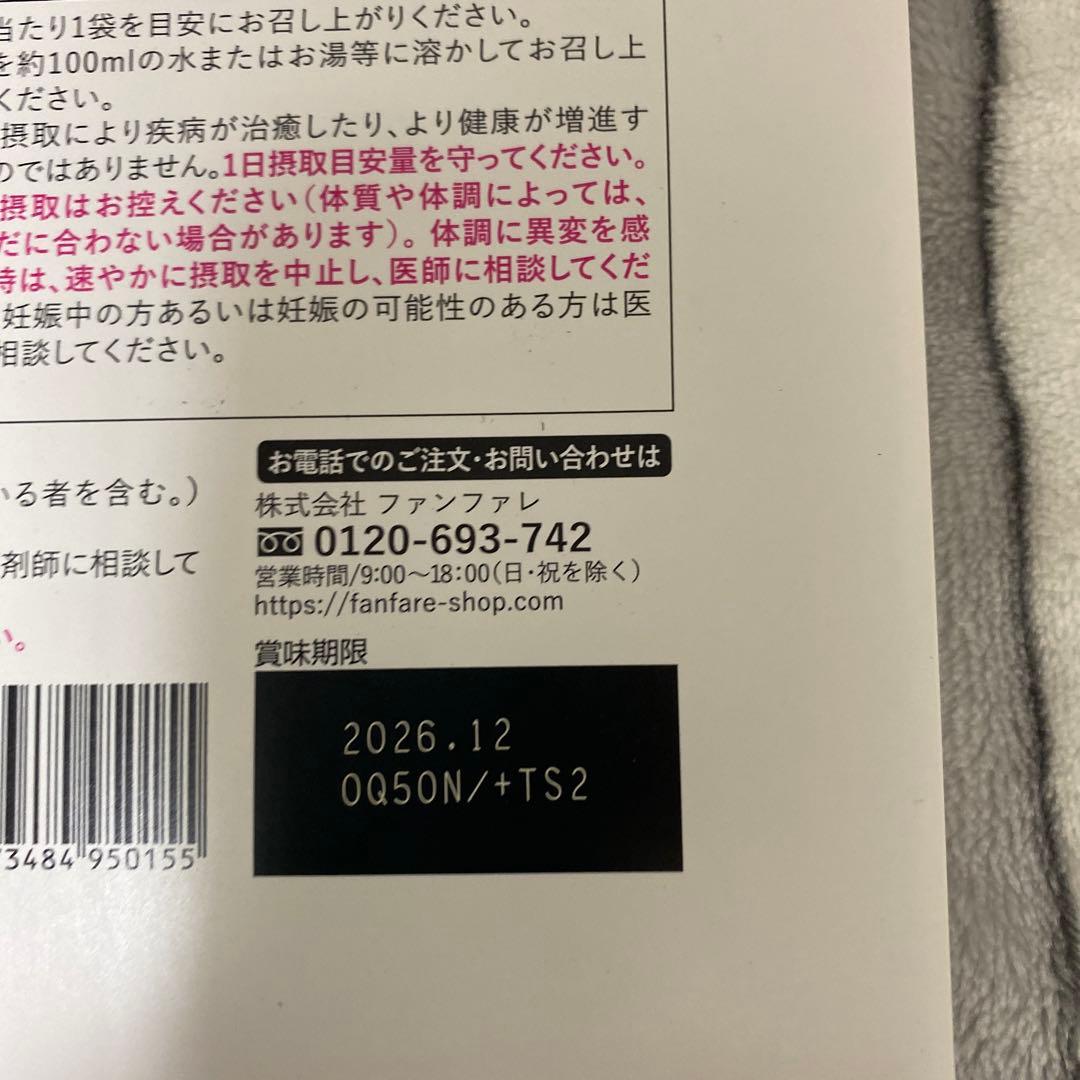 当たり1袋を目安にお召し上がりください。
を約100mlの水またはお湯等に溶かしてお召し上
ください。
摂取により疾病が治癒したり、より健康が増進す
のではありません。1日摂取目安量を守ってください。
摂取はお控えください（体質や体調によっては、
だに合わない場合があります）。体調に異変を感
時は、速やかに摂取を中止し、医師に相談してくだ
妊娠中の方あるいは妊娠の可能性のある方は医
相談してください。
いる者を含む。）
剤師に相談して
い。
お電話でのご注文・お問い合わせは
株式会社 ファンファレ
0120-693-742
営業時間/9:00〜18:00（日・祝を除く）
https://fanfare-shop.com
賞味期限
2026.12
OQ5ON/+TS2
73484 950155